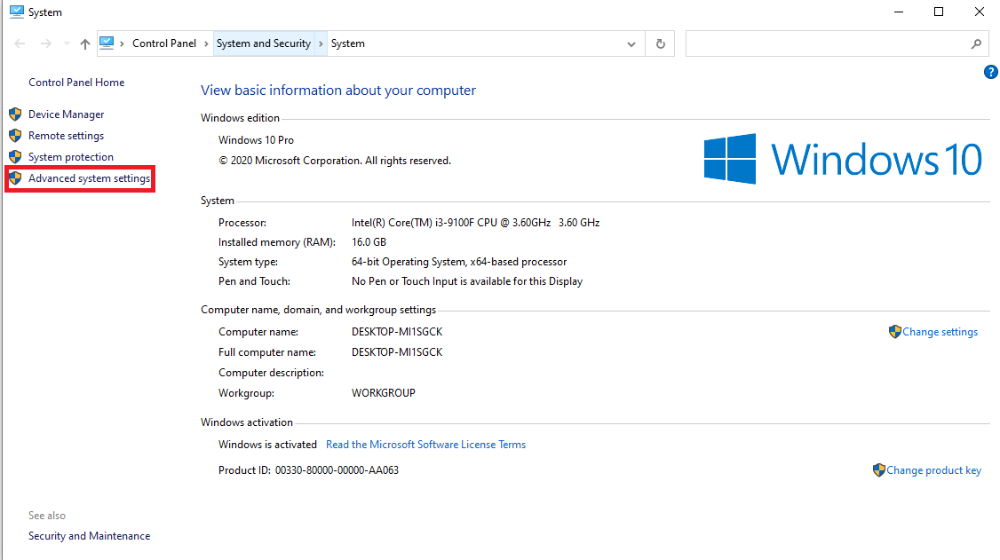 System
Control Panel > System and Security > System
Control Panel Home
?
View basic information about your computer
Device Manager
Remote settings
System protection
Advanced system settings
Windows edition
Windows 10 Pro
© 2020 Microsoft Corporation. All rights reserved.
Windows 10
System
Processor: Intel(R) Core(TM) i3-9100F CPU @ 3.60GHz 3.60 GHz
Installed memory (RAM): 16.0 GB
System type: 64-bit Operating System, x64-based processor
Pen and Touch: No Pen or Touch Input is available for this Display
Computer name, domain, and workgroup settings
Computer name: DESKTOP-MI1SGCK Change settings
Full computer name: DESKTOP-MI1SGCK
Computer description:
Workgroup: WORKGROUP
Windows activation
Windows is activated Read the Microsoft Software License Terms
Product ID: 00330-80000-00000-AA063 Change product key
See also
Security and Maintenance